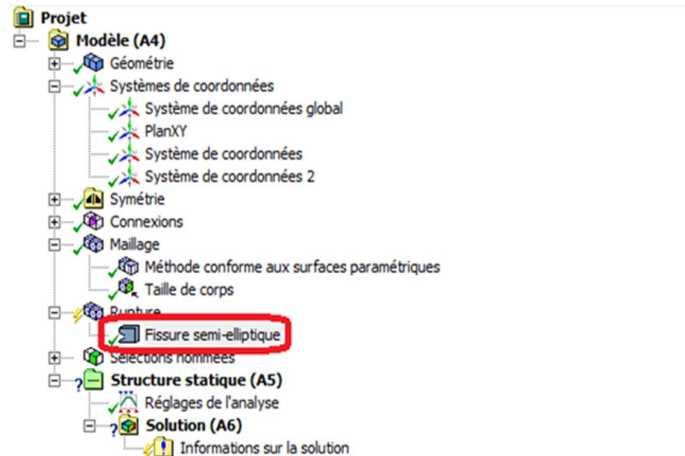 Projet
Modèle (A4)
Géométrie
Systèmes de coordonnées
Système de coordonnées global
PlanXY
Système de coordonnées
Système de coordonnées 2
Symétrie
Connexions
Maillage
Méthode conforme aux surfaces paramétriques
Taille de corps
Rupture
Fissure semi-elliptique
Sélections nommées
Structure statique (A5)
Réglages de l'analyse
Solution (A6)
Informations sur la solution